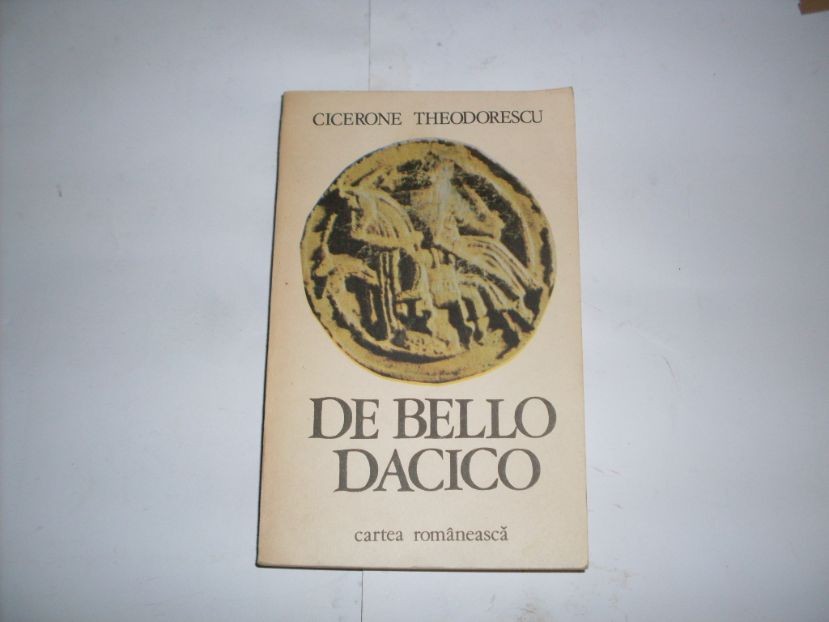 CICERONE THEODORESCU
DE BELLO
DACICO
cartea românească